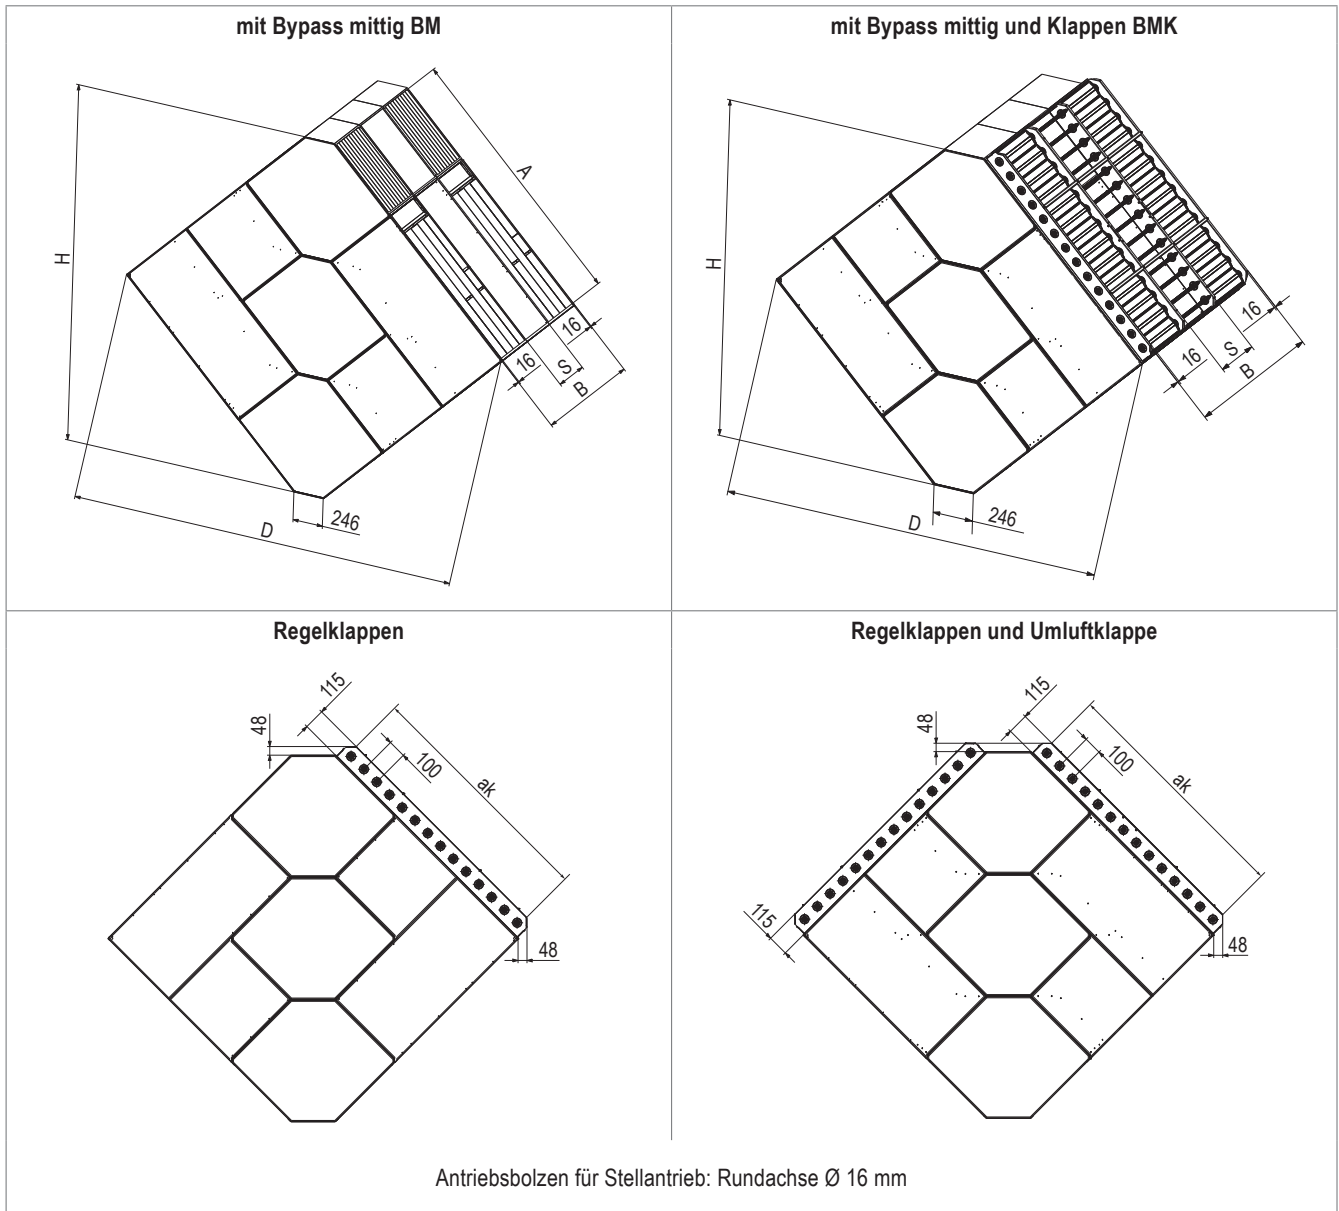 mit Bypass mittig BM
H
A
16
S
16
B
246
D
mit Bypass mittig und Klappen BMK
H
16
S
16
B
246
D
Regelklappen
115
48
100
ak
48
Regelklappen und Umluftklappe
115
48
100
ak
115
48
Antriebsbolzen für Stellantrieb: Rundachse Ø 16 mm